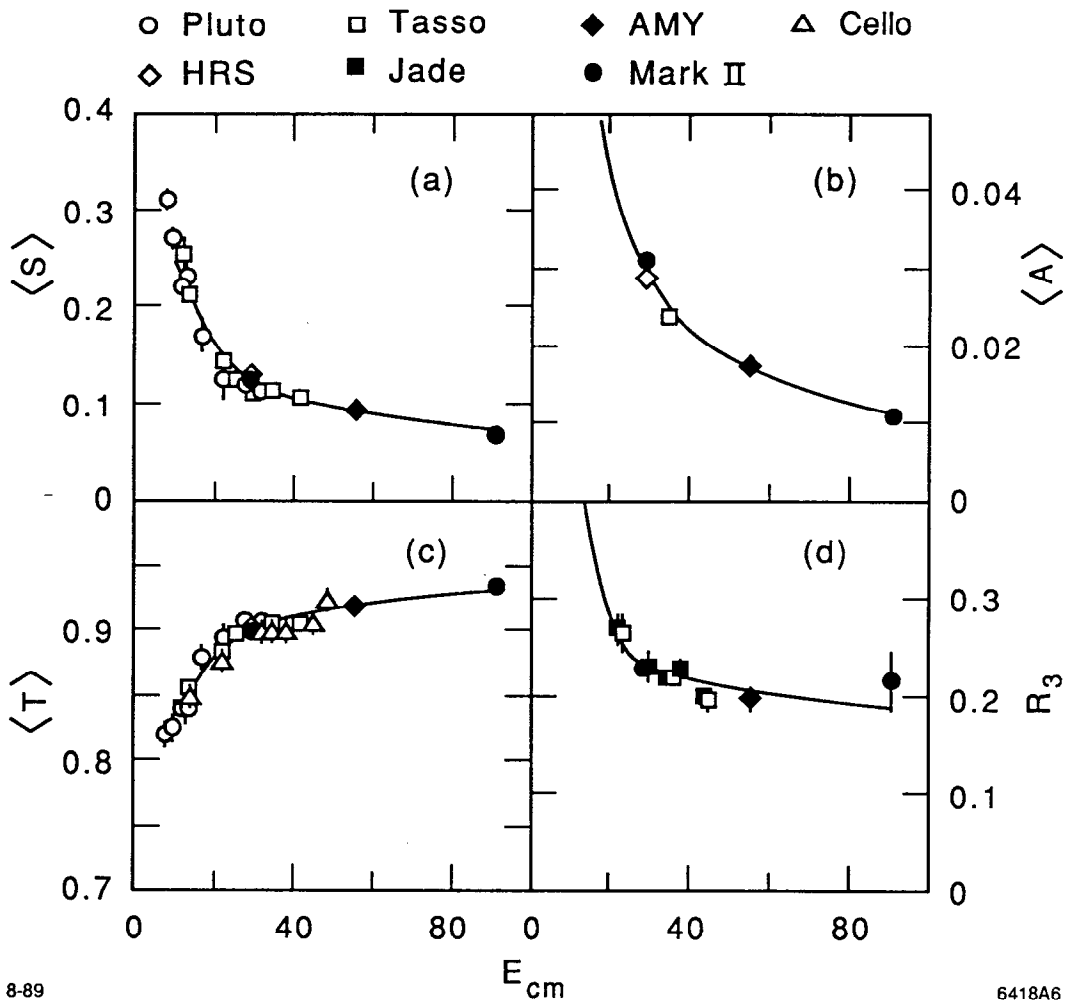 Pluto Tasso AMY Cello
HRS Jade Mark II
0.4
(a) (b)
0.04
0.3
⟨S⟩
⟨A⟩
0.2
0.02
0.1
0 0
(c) (d)
0.3
0.9
⟨T⟩
0.2
R3
0.8
0.1
0.7 0
0 40 80 0 40 80
Ecm
8-89 6418A6